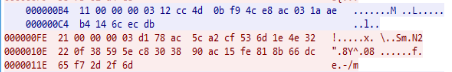 000000B4 11 00 00 00 03 12 cc 4d 0b f9 4c e8 ac 03 1a ae .......M ..L.....
000000C4 b4 14 6c ec db ..l..
000000FE 21 00 00 00 03 d1 78 ac 5c a2 cf 53 6d 1e 4e 32 !.....x. \..Sm.N2
0000010E 22 0f 38 59 5e c8 30 38 90 ac 15 fe 81 8b 66 dc ".8Y^.08 ......f.
0000011E 65 f7 2d 2f 6d e.-/m